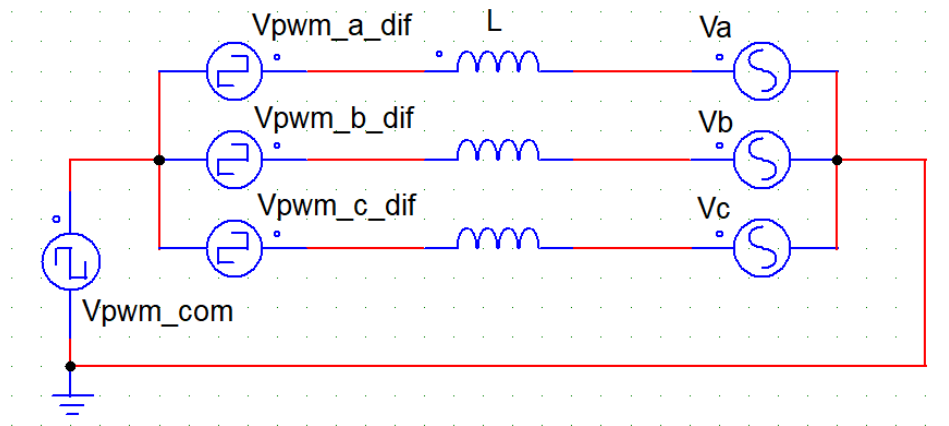 Vpwm_a_dif
L
Va
Vpwm_b_dif
Vb
Vpwm_c_dif
Vc
Vpwm_com